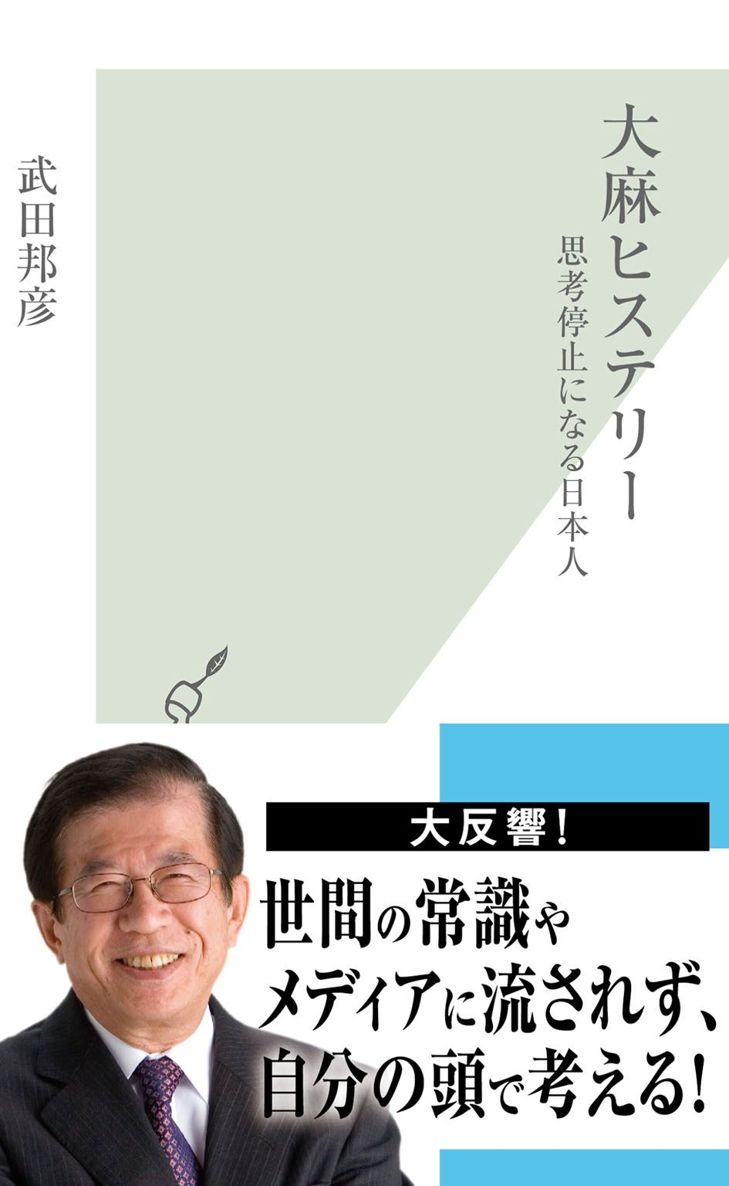 大麻ヒステリー
思考停止になる日本人
武田邦彦
大反響!
世間の常識や
メディアに流されず、
自分の頭で考える!